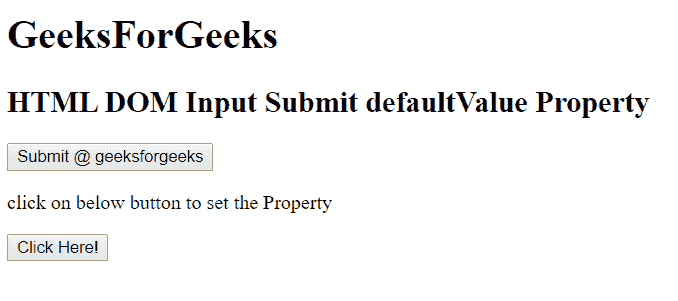 GeeksForGeeks
HTML DOM Input Submit defaultValue Property
Submit @ geeksforgeeks
click on below button to set the Property
Click Here!